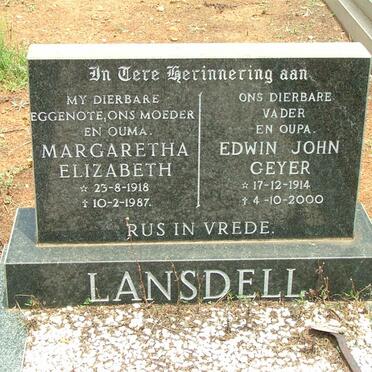 In Tere Herinnering aan
MY DIERBARE
EGGENOTE, ONS MOEDER
EN OUMA.
MARGARETHA
ELIZABETH
☆ 23-8-1918
✝ 10-2-1987.
ONS DIERBARE
VADER
EN OUPA.
EDWIN JOHN
GEYER
☆ 17-12-1914
✝ 4-10-2000
RUS IN VREDE.
LANSDELL